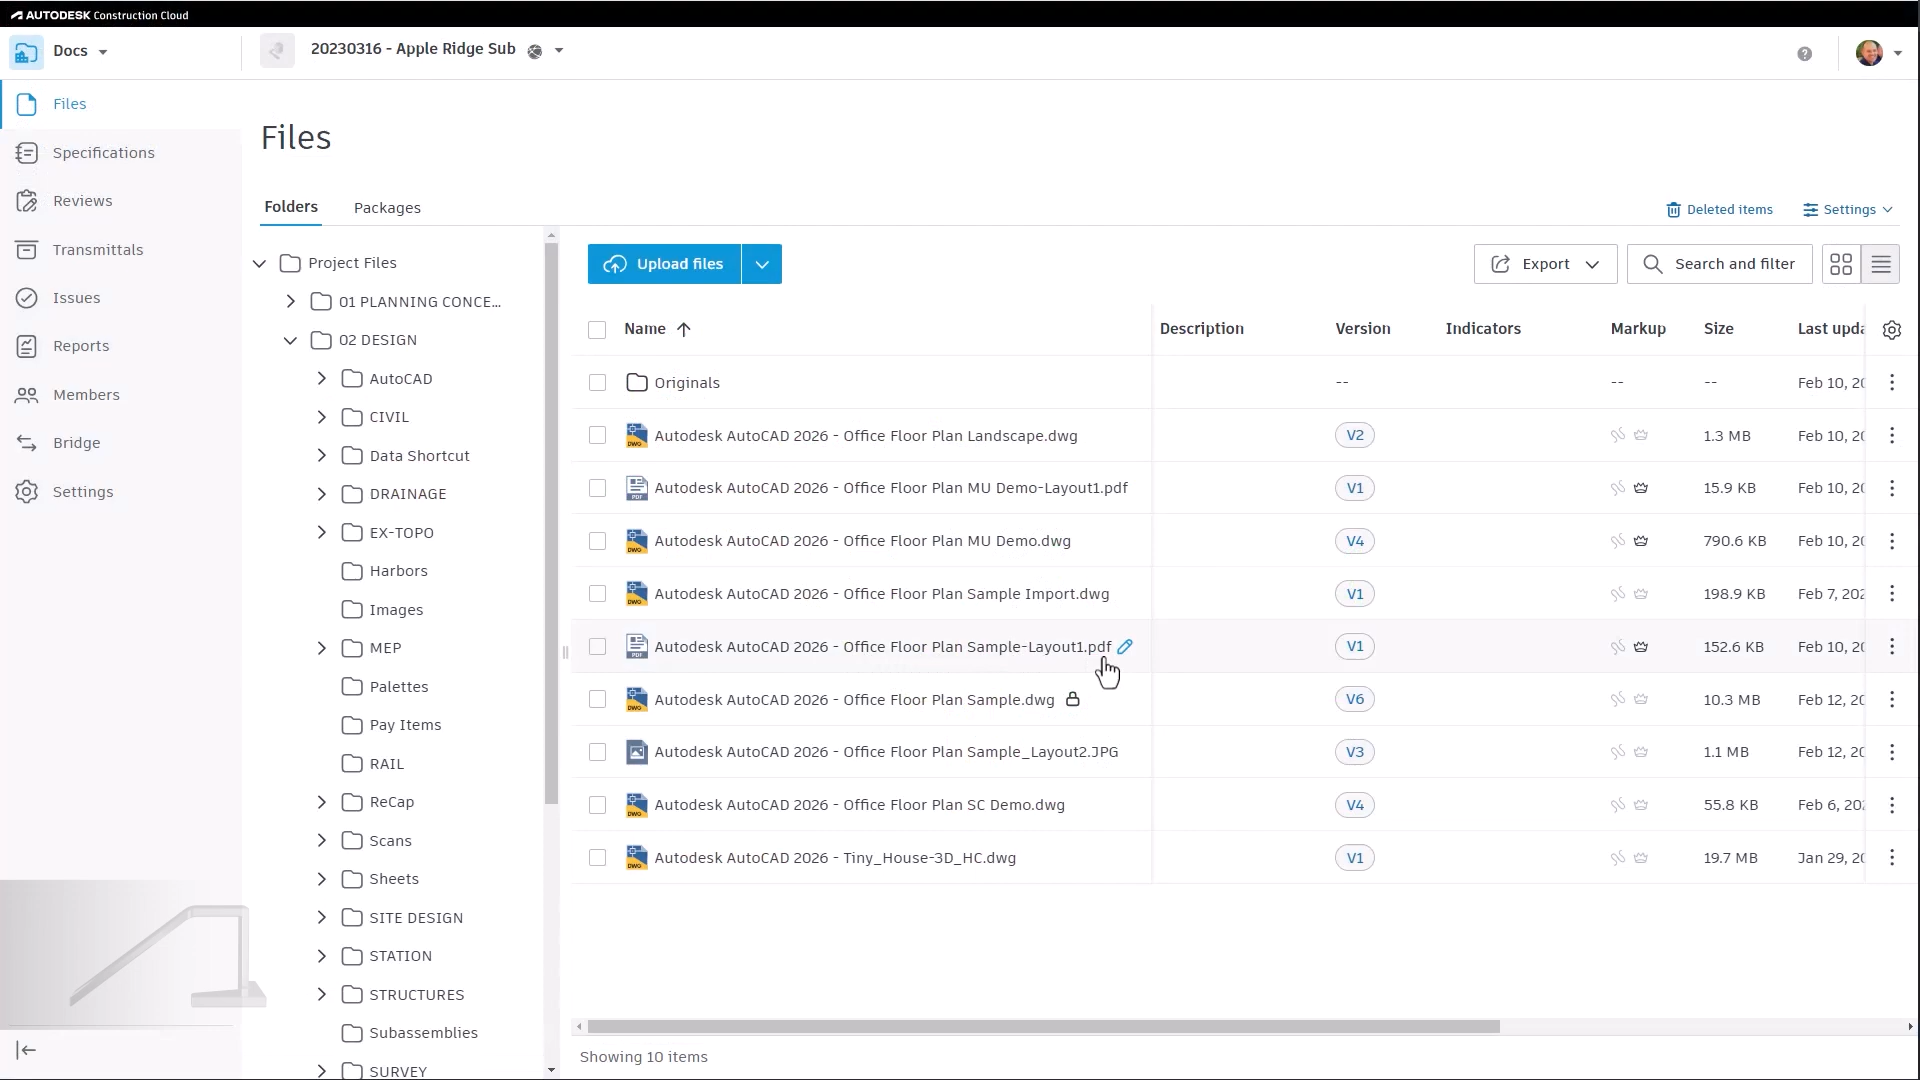 AUTODESK Construction Cloud
Docs
20230316 - Apple Ridge Sub
Files
Specifications
Reviews
Transmittals
Issues
Reports
Members
Bridge
Settings
Files
Folders
Packages
Deleted items
Settings
Project Files
01 PLANNING CONCE...
02 DESIGN
AutoCAD
CIVIL
Data Shortcut
DRAINAGE
EX-TOPO
Harbors
Images
MEP
Palettes
Pay Items
RAIL
ReCap
Scans
Sheets
SITE DESIGN
STATION
STRUCTURES
Subassemblies
SURVEY
Upload files
Export
Search and filter
Name Description Version Indicators Markup Size Last upda
Originals -- -- -- Feb 10, 20
Autodesk AutoCAD 2026 - Office Floor Plan Landscape.dwg V2 1.3 MB Feb 10, 20
Autodesk AutoCAD 2026 - Office Floor Plan MU Demo-Layout1.pdf V1 15.9 KB Feb 10, 20
Autodesk AutoCAD 2026 - Office Floor Plan MU Demo.dwg V4 790.6 KB Feb 10, 20
Autodesk AutoCAD 2026 - Office Floor Plan Sample Import.dwg V1 198.9 KB Feb 7, 202
Autodesk AutoCAD 2026 - Office Floor Plan Sample-Layout1.pdf V1 152.6 KB Feb 10, 20
Autodesk AutoCAD 2026 - Office Floor Plan Sample.dwg V6 10.3 MB Feb 12, 20
Autodesk AutoCAD 2026 - Office Floor Plan Sample_Layout2.JPG V3 1.1 MB Feb 12, 20
Autodesk AutoCAD 2026 - Office Floor Plan SC Demo.dwg V4 55.8 KB Feb 6, 202
Autodesk AutoCAD 2026 - Tiny_House-3D_HC.dwg V1 19.7 MB Jan 29, 20
Showing 10 items